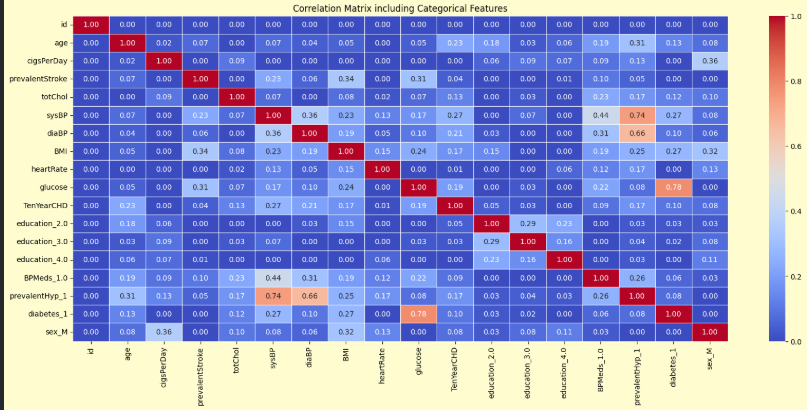 Correlation Matrix including Categorical Features
id 1.00 0.00 0.00 0.00 0.00 0.00 0.00 0.00 0.00 0.00 0.00 0.00 0.00 0.00 0.00 0.00 0.00 0.00
age 0.00 1.00 0.02 0.07 0.00 0.07 0.04 0.05 0.00 0.05 0.23 0.18 0.03 0.06 0.19 0.31 0.13 0.08
cigsPerDay 0.00 0.02 1.00 0.00 0.09 0.00 0.00 0.00 0.00 0.00 0.00 0.06 0.09 0.07 0.09 0.13 0.00 0.36
prevalentStroke 0.00 0.07 0.00 1.00 0.00 0.23 0.06 0.34 0.00 0.31 0.04 0.00 0.00 0.01 0.10 0.05 0.00 0.00
totChol 0.00 0.00 0.09 0.00 1.00 0.07 0.00 0.08 0.02 0.07 0.13 0.00 0.03 0.00 0.23 0.17 0.12 0.10
sysBP 0.00 0.07 0.00 0.23 0.07 1.00 0.36 0.23 0.13 0.17 0.27 0.00 0.07 0.00 0.44 0.74 0.27 0.08
diaBP 0.00 0.04 0.00 0.06 0.00 0.36 1.00 0.19 0.05 0.10 0.21 0.03 0.00 0.00 0.31 0.66 0.10 0.06
BMI 0.00 0.05 0.00 0.34 0.08 0.23 0.19 1.00 0.15 0.24 0.17 0.15 0.00 0.00 0.19 0.25 0.27 0.32
heartRate 0.00 0.00 0.00 0.00 0.02 0.13 0.05 0.15 1.00 0.00 0.01 0.00 0.00 0.06 0.12 0.17 0.00 0.13
glucose 0.00 0.05 0.00 0.31 0.07 0.17 0.10 0.24 0.00 1.00 0.19 0.00 0.03 0.00 0.22 0.08 0.78 0.00
TenYearCHD 0.00 0.23 0.00 0.04 0.13 0.27 0.21 0.17 0.01 0.19 1.00 0.05 0.03 0.00 0.09 0.17 0.10 0.08
education_2.0 0.00 0.18 0.06 0.00 0.00 0.00 0.03 0.15 0.00 0.00 0.05 1.00 0.29 0.23 0.00 0.03 0.03 0.03
education_3.0 0.00 0.03 0.09 0.00 0.03 0.07 0.00 0.00 0.00 0.03 0.03 0.29 1.00 0.16 0.00 0.04 0.02 0.08
education_4.0 0.00 0.06 0.07 0.01 0.00 0.00 0.00 0.00 0.06 0.00 0.00 0.23 0.16 1.00 0.00 0.03 0.00 0.11
BPMeds_1.0 0.00 0.19 0.09 0.10 0.23 0.44 0.31 0.19 0.12 0.22 0.09 0.00 0.00 0.00 1.00 0.26 0.06 0.03
prevalentHyp_1 0.00 0.31 0.13 0.05 0.17 0.74 0.66 0.25 0.17 0.08 0.17 0.03 0.04 0.03 0.26 1.00 0.08 0.00
diabetes_1 0.00 0.13 0.00 0.00 0.12 0.27 0.10 0.27 0.00 0.78 0.10 0.03 0.02 0.00 0.06 0.08 1.00 0.00
sex_M 0.00 0.08 0.36 0.00 0.10 0.08 0.06 0.32 0.13 0.00 0.08 0.03 0.08 0.11 0.03 0.00 0.00 1.00
id age cigsPerDay prevalentStroke totChol sysBP diaBP BMI heartRate glucose TenYearCHD education_2.0 education_3.0 education_4.0 BPMeds_1.0 prevalentHyp_1 diabetes_1 sex_M
1.0
0.8
0.6
0.4
0.2
0.0